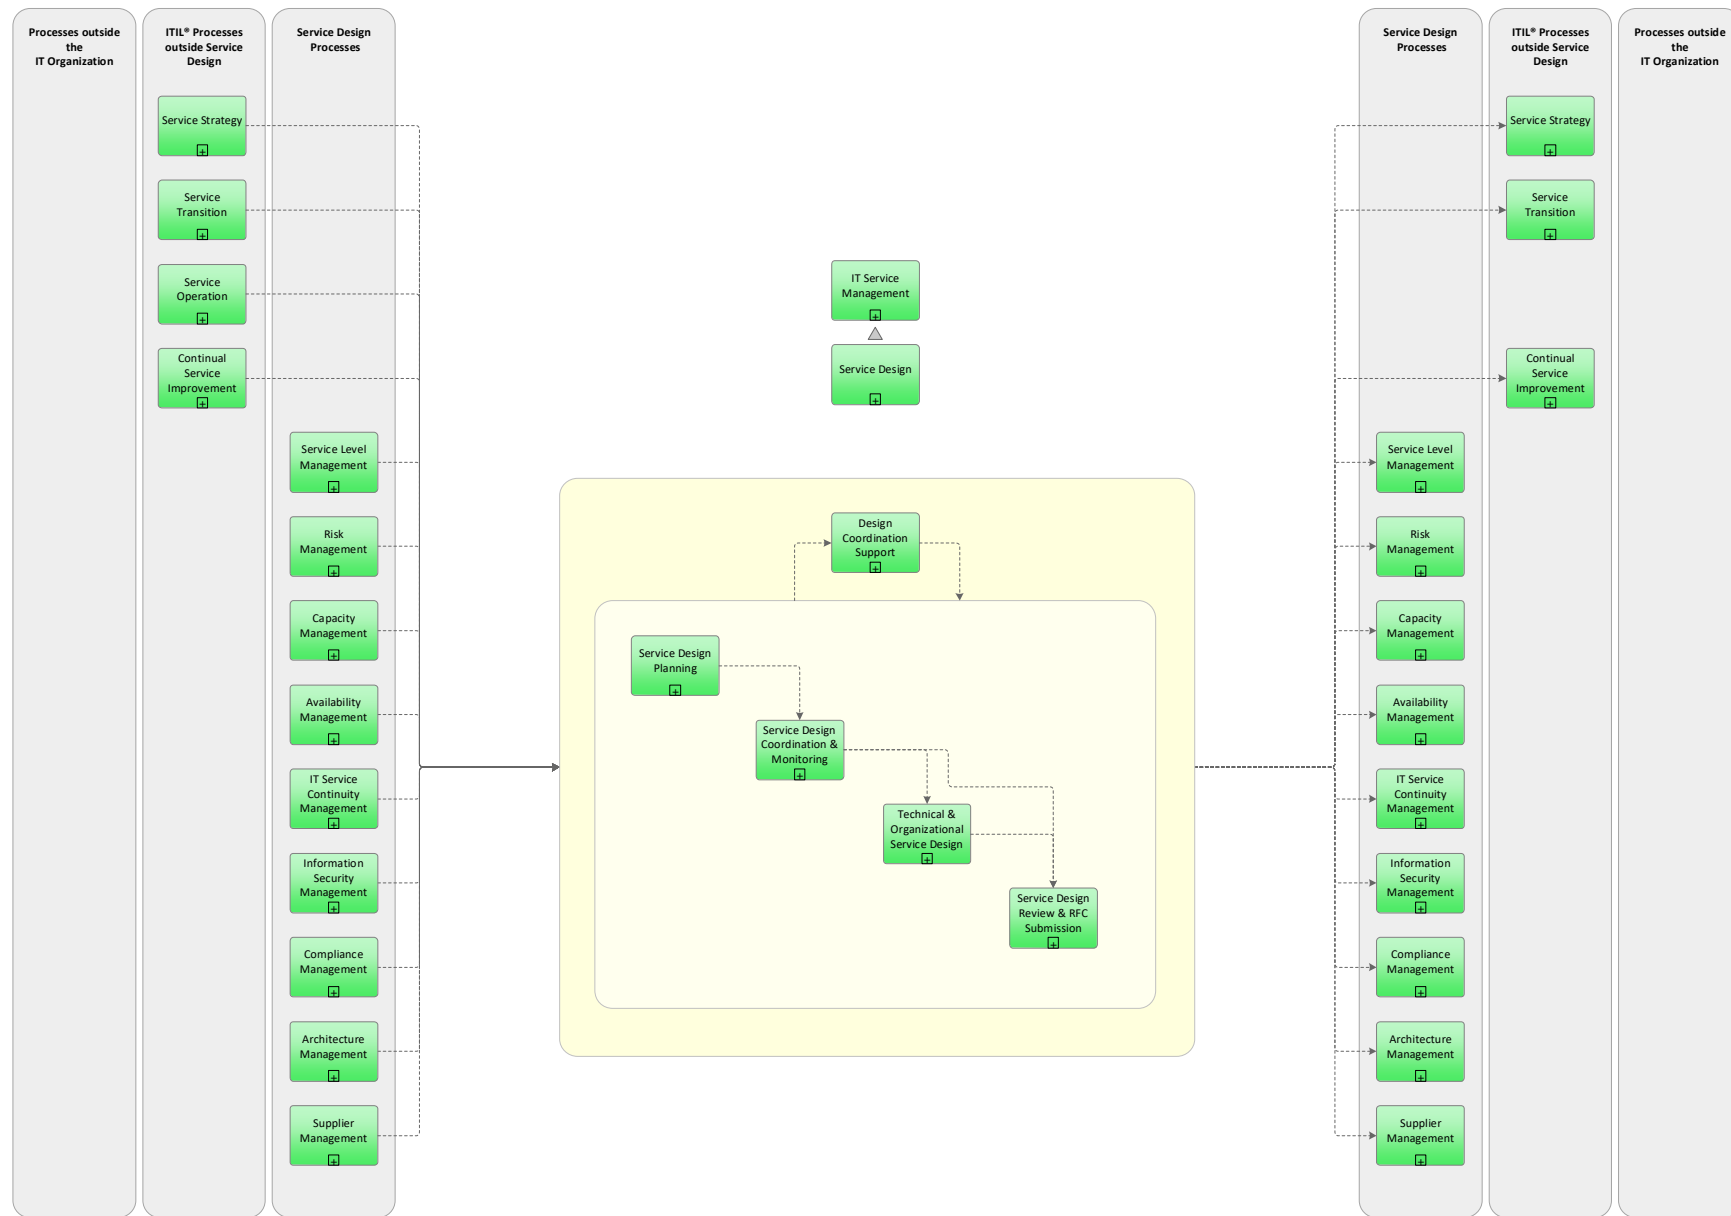 Processes outside
the
IT Organization
ITIL® Processes
outside Service
Design
Service Design
Processes
Service Strategy
Service
Transition
Service
Operation
Continual
Service
Improvement
Service Level
Management
Risk
Management
Capacity
Management
Availability
Management
IT Service
Continuity
Management
Information
Security
Management
Compliance
Management
Architecture
Management
Supplier
Management
IT Service
Management
Service Design
Design
Coordination
Support
Service Design
Planning
Service Design
Coordination &
Monitoring
Technical &
Organizational
Service Design
Service Design
Review & RFC
Submission
Service Design
Processes
ITIL® Processes
outside Service
Design
Processes outside
the
IT Organization
Service Strategy
Service
Transition
Continual
Service
Improvement
Service Level
Management
Risk
Management
Capacity
Management
Availability
Management
IT Service
Continuity
Management
Information
Security
Management
Compliance
Management
Architecture
Management
Supplier
Management